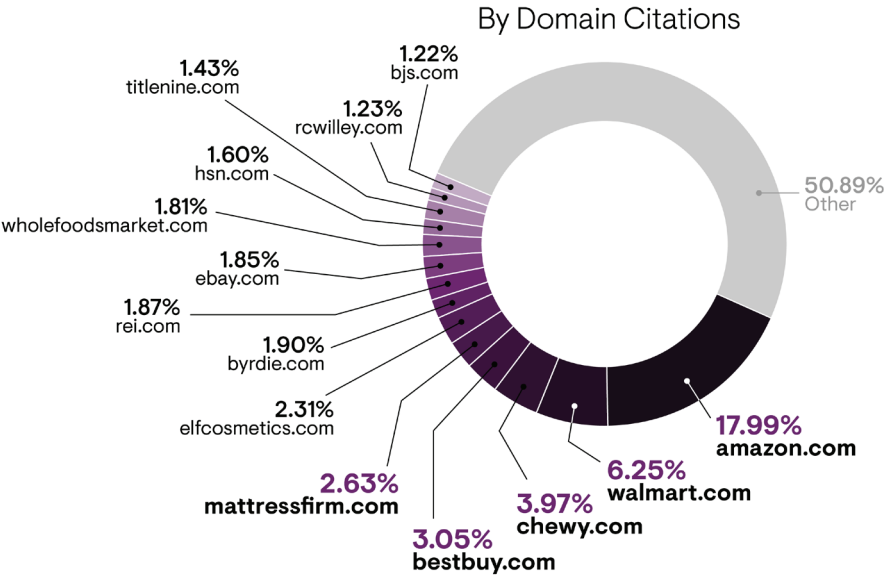 By Domain Citations
1.22%
bjs.com
1.43%
titlenine.com
1.23%
rcwilley.com
1.60%
hsn.com
1.81%
wholefoodsmarket.com
1.85%
ebay.com
1.87%
rei.com
1.90%
byrdie.com
2.31%
elfcosmetics.com
2.63%
mattressfirm.com
3.05%
bestbuy.com
3.97%
chewy.com
6.25%
walmart.com
17.99%
amazon.com
50.89%
Other